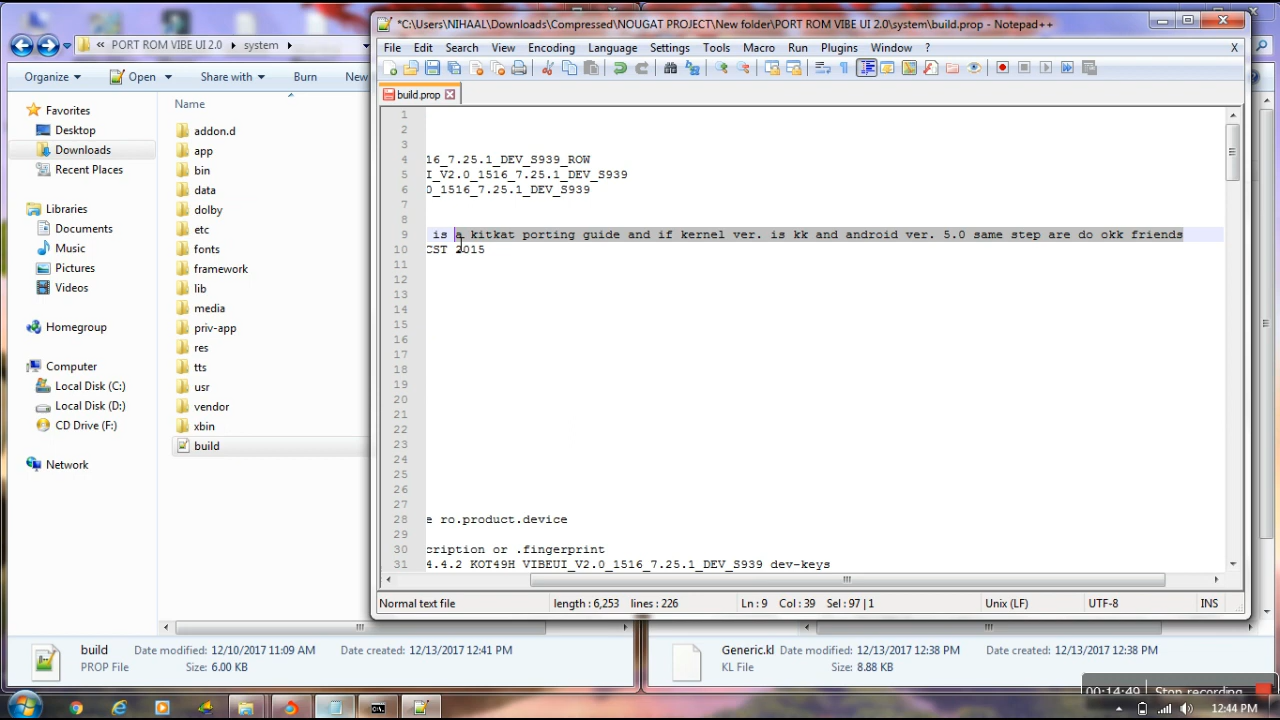 *C:\Users\NIHAAL\Downloads\Compressed\NOUGAT PROJECT\New folder\PORT ROM VIBE UI 2.0\system\build.prop - Notepad++
« PORT ROM VIBE UI 2.0 ▸ system ▸
File Edit Search View Encoding Language Settings Tools Macro Run Plugins Window ?
X
Organize Open Share with Burn New
build.prop
Favorites
Desktop
Downloads
Recent Places
Libraries
Documents
Music
Pictures
Videos
Homegroup
Computer
Local Disk (C:)
Local Disk (D:)
CD Drive (F:)
Network
Name
addon.d
app
bin
data
dolby
etc
fonts
framework
lib
media
priv-app
res
tts
usr
vendor
xbin
build
1
2
3
4 16_7.25.1_DEV_S939_ROW
5 I_V2.0_1516_7.25.1_DEV_S939
6 0_1516_7.25.1_DEV_S939
7
8
9 is a kitkat porting guide and if kernel ver. is kk and android ver. 5.0 same step are do okk friends
10 CST 2015
11
12
13
14
15
16
17
18
19
20
21
22
23
24
25
26
27
28 e ro.product.device
29
30 cription or .fingerprint
31 4.4.2 KOT49H VIBEUI_V2.0_1516_7.25.1_DEV_S939 dev-keys
Normal text file length : 6,253 lines : 226 Ln : 9 Col : 39 Sel : 97 | 1 Unix (LF) UTF-8 INS
build Date modified: 12/10/2017 11:09 AM Date created: 12/13/2017 12:41 PM
PROP File Size: 6.00 KB
Generic.kl Date modified: 12/13/2017 12:38 PM Date created: 12/13/2017 12:38 PM
KL File Size: 8.88 KB
00:14:49 Stop recording
12:44 PM